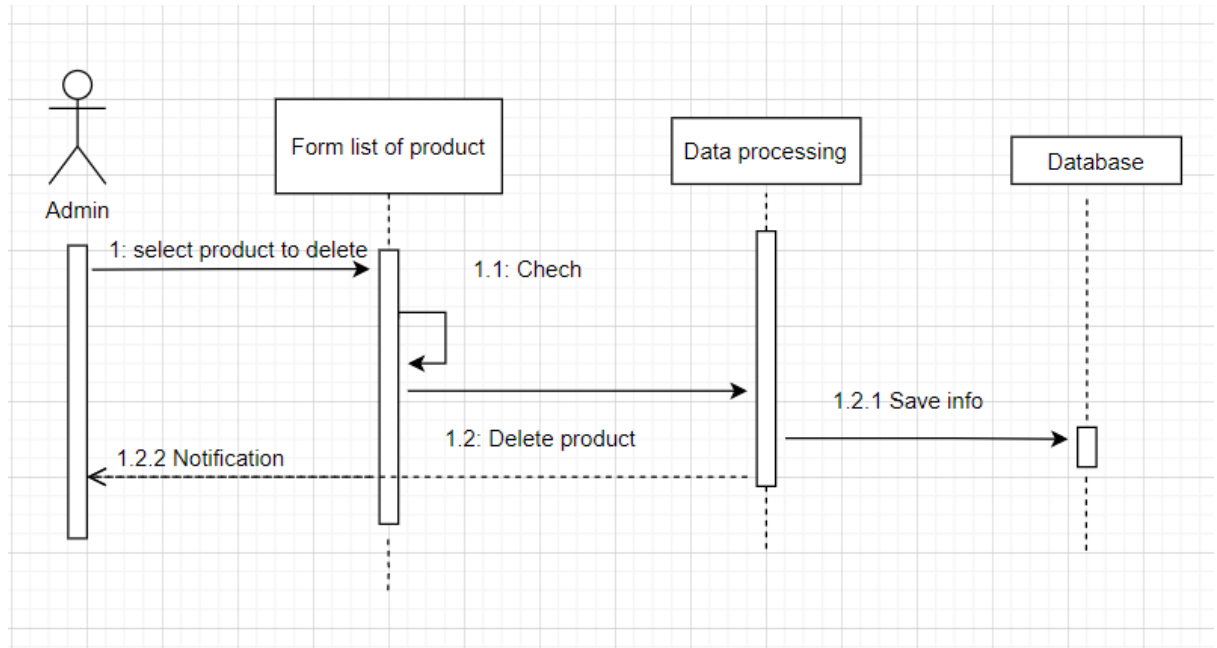 Form list of product
Data processing
Database
Admin
1: select product to delete
1.1: Chech
1.2.1 Save info
1.2: Delete product
1.2.2 Notification